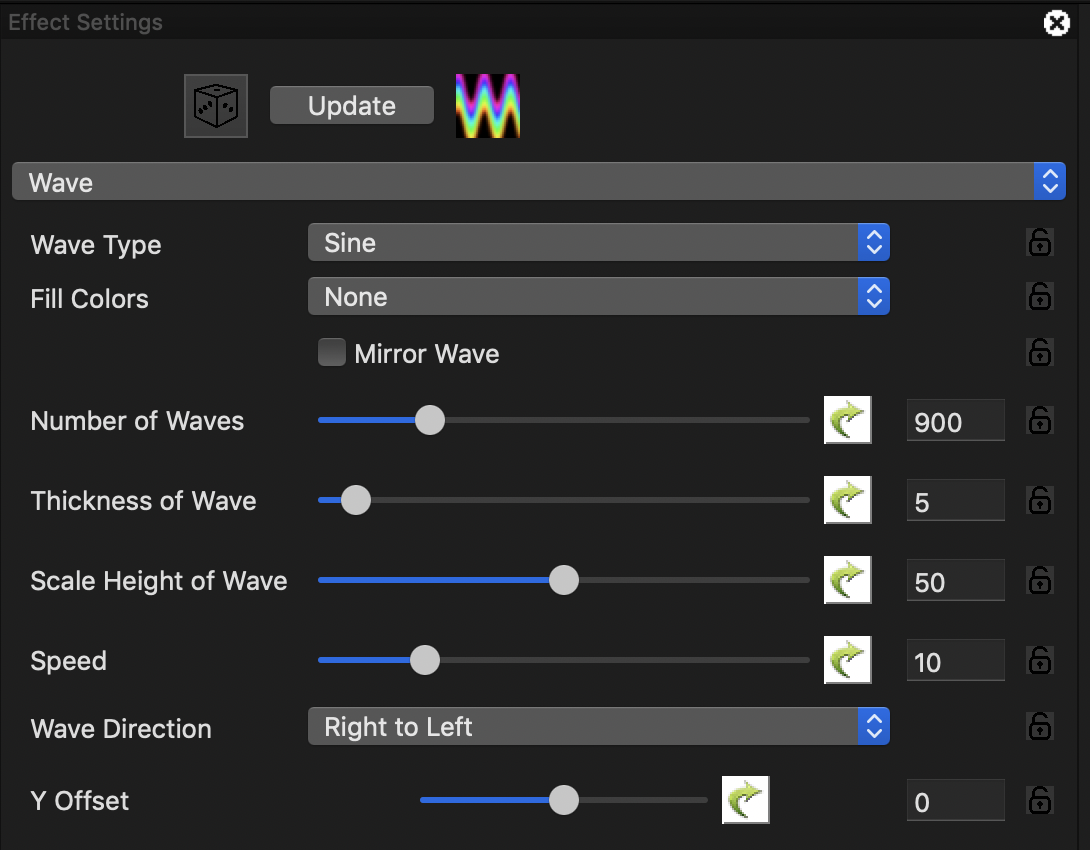 Effect Settings
Update
Wave
Wave Type Sine
Fill Colors None
Mirror Wave
Number of Waves 900
Thickness of Wave 5
Scale Height of Wave 50
Speed 10
Wave Direction Right to Left
Y Offset 0